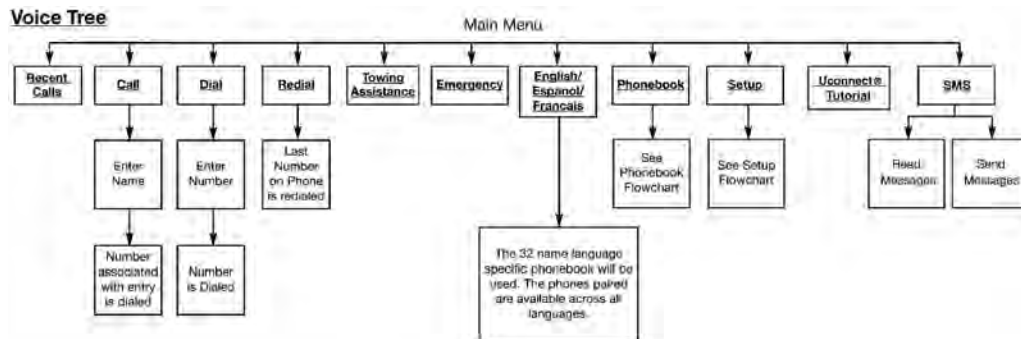 Voice Tree
Main Menu
Recent
Calls
Call
Dial
Redial
Towing
Assistance
Emergency
English/
Espanol/
Francais
Phonebook
Setup
Uconnect®
Tutorial
SMS
Enter
Name
Enter
Number
Last
Number
on Phone
is redialed
See
Phonebook
Flowchart
See Setup
Flowchart
Read
Messages
Send
Messages
Number
associated
with entry
is dialed
Number
is Dialed
The 32 name language
specific phonebook will be
used. The phones paired
are available across all
languages.